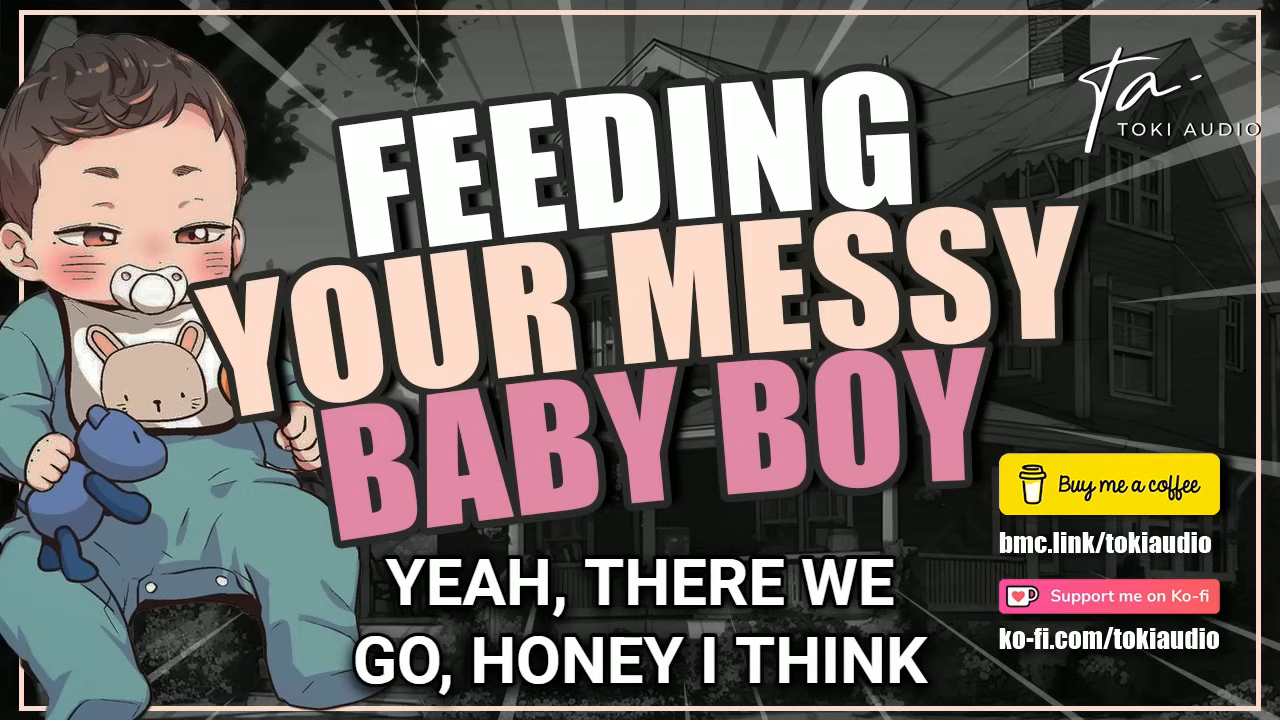 Ta-
TOKI AUDIO
FEEDING
YOUR MESSY
BABY BOY
Buy me a coffee
bmc.link/tokiaudio
Support me on Ko-fi
ko-fi.com/tokiaudio
YEAH, THERE WE
GO, HONEY I THINK